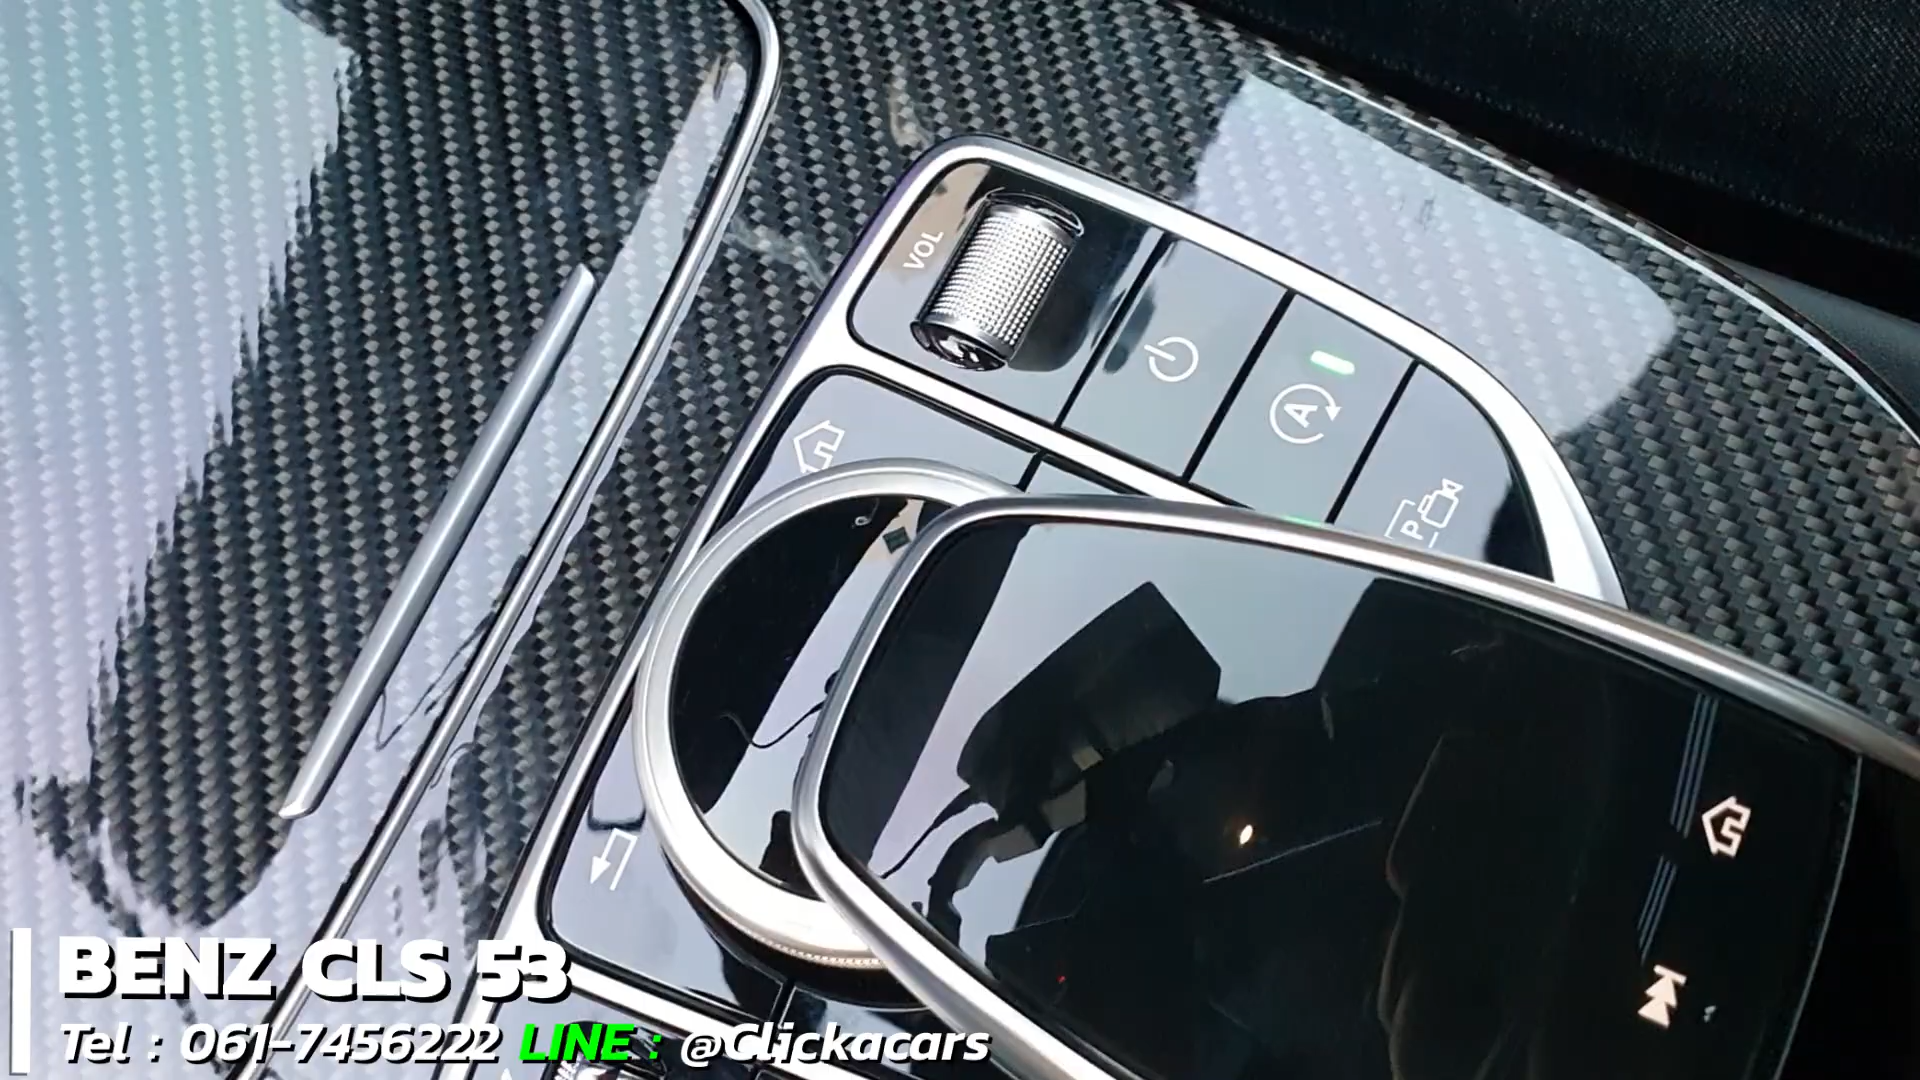 VOL
A
P
BENZ CLS 53
Tel : 061-7456222 LINE : @Clickacars